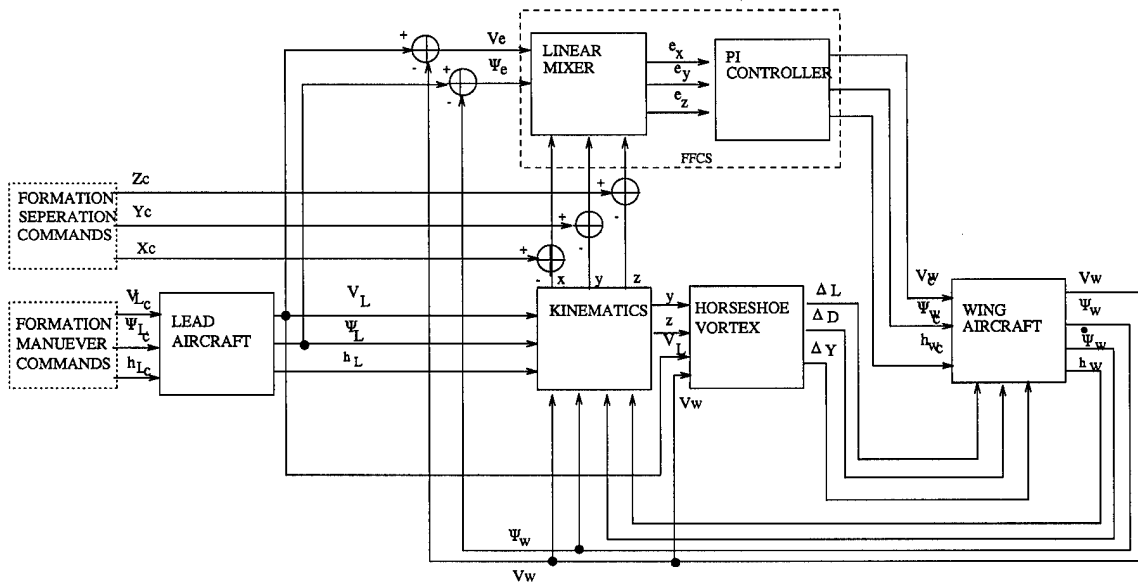 +
-
Ve
+
-
Ψe
LINEAR
MIXER
ex
ey
ez
PI
CONTROLLER
FFCS
FORMATION
SEPERATION
COMMANDS
Zc
Yc
Xc
+
-
+
-
+
-
x
y
z
FORMATION
MANUEVER
COMMANDS
VLc
ΨLc
hLc
LEAD
AIRCRAFT
VL
ΨL
hL
KINEMATICS
y
z
VL
Vw
HORSESHOE
VORTEX
ΔL
ΔD
ΔY
Vwc
Ψwc
hwc
WING
AIRCRAFT
Vw
Ψw
Ψ̇w
hw
Ψw
Vw